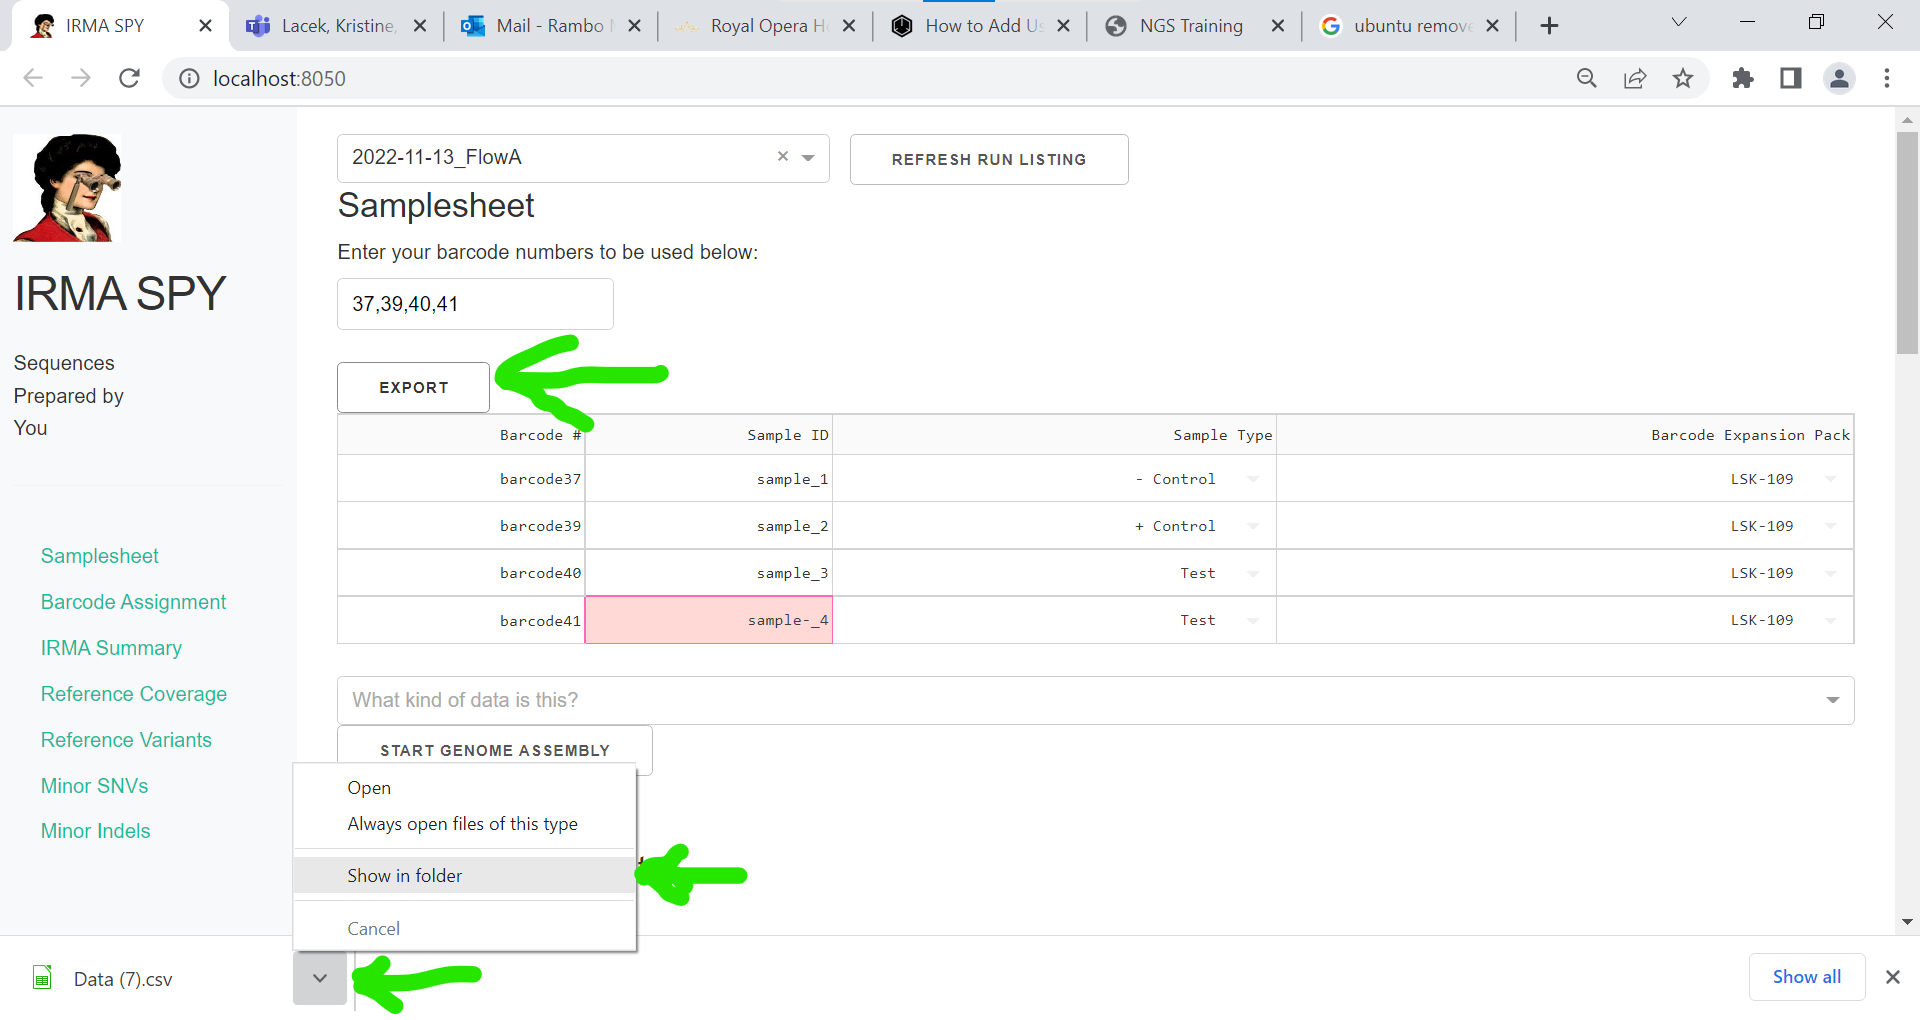 IRMA SPY
Lacek, Kristine,
Mail - Rambo
Royal Opera H
How to Add Us
NGS Training
ubuntu remove
localhost:8050
IRMA SPY
Sequences
Prepared by
You
Samplesheet
Barcode Assignment
IRMA Summary
Reference Coverage
Reference Variants
Minor SNVs
Minor Indels
2022-11-13_FlowA
REFRESH RUN LISTING
Samplesheet
Enter your barcode numbers to be used below:
37,39,40,41
EXPORT
Barcode # Sample ID Sample Type Barcode Expansion Pack
barcode37 sample_1 - Control LSK-109
barcode39 sample_2 + Control LSK-109
barcode40 sample_3 Test LSK-109
barcode41 sample-_4 Test LSK-109
What kind of data is this?
START GENOME ASSEMBLY
Open
Always open files of this type
Show in folder
Cancel
Data (7).csv
Show all